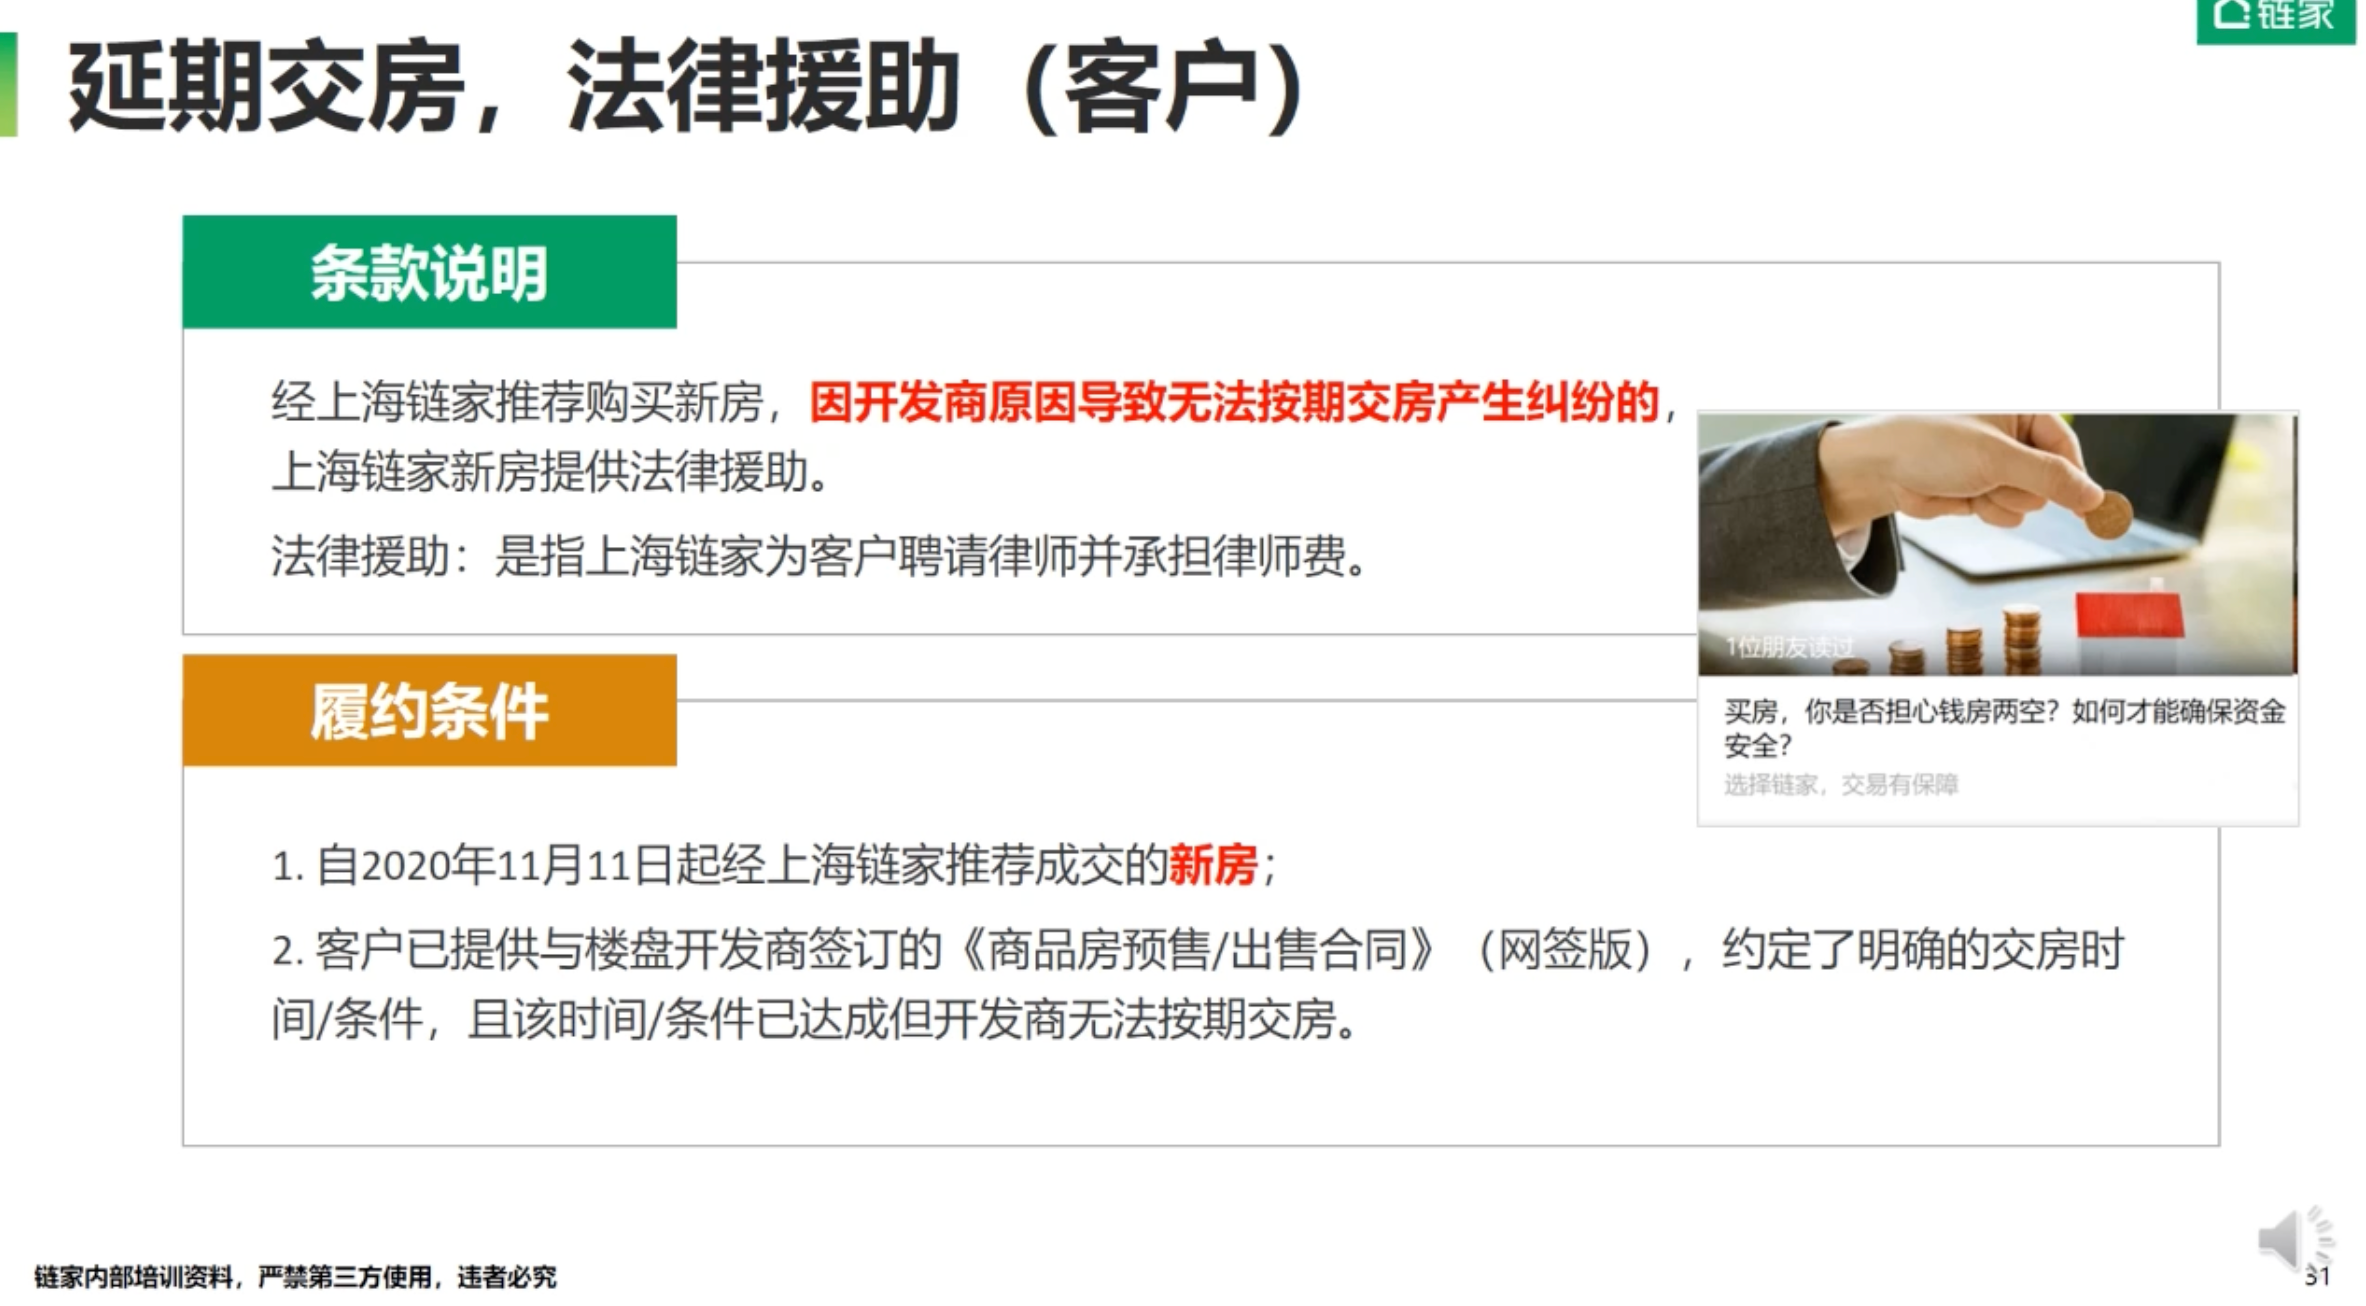 链家
延期交房，法律援助（客户）
条款说明
经上海链家推荐购买新房，因开发商原因导致无法按期交房产生纠纷的，
上海链家新房提供法律援助。
法律援助：是指上海链家为客户聘请律师并承担律师费。
1位朋友读过
买房，你是否担心钱房两空？如何才能确保资金
安全？
选择链家，交易有保障
履约条件
1. 自2020年11月11日起经上海链家推荐成交的新房；
2. 客户已提供与楼盘开发商签订的《商品房预售/出售合同》（网签版），约定了明确的交房时
间/条件，且该时间/条件已达成但开发商无法按期交房。
链家内部培训资料，严禁第三方使用，违者必究
31